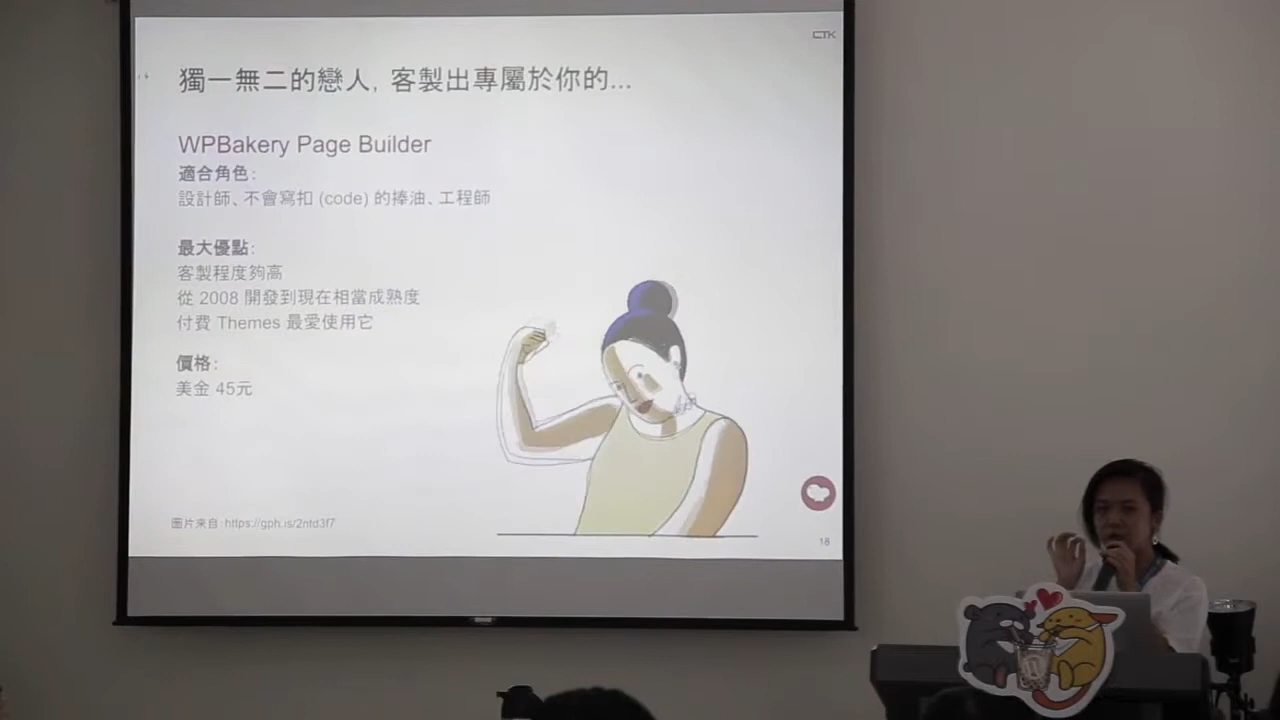 CTK
獨一無二的戀人, 客製出專屬於你的...
WPBakery Page Builder
適合角色:
設計師、不會寫扣 (code) 的捧油、工程師
最大優點:
客製程度夠高
從 2008 開發到現在相當成熟度
付費 Themes 最愛使用它
價格:
美金 45元
圖片來自: https://gph.is/2ntd3f7
18